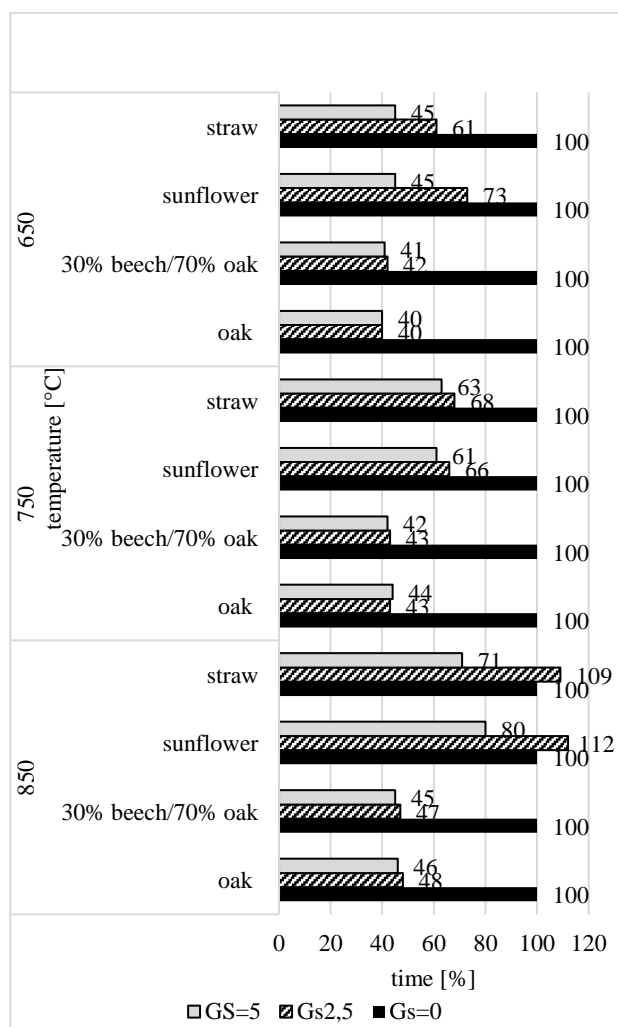 650
straw
45
61
100
sunflower
45
73
100
30% beech/70% oak
41
42
100
oak
40
40
100
temperature [°C]
750
straw
63
68
100
sunflower
61
66
100
30% beech/70% oak
42
43
100
oak
44
43
100
850
straw
71
109
100
sunflower
80
112
100
30% beech/70% oak
45
47
100
oak
46
48
100
0 20 40 60 80 100 120
time [%]
GS=5 Gs2,5 Gs=0